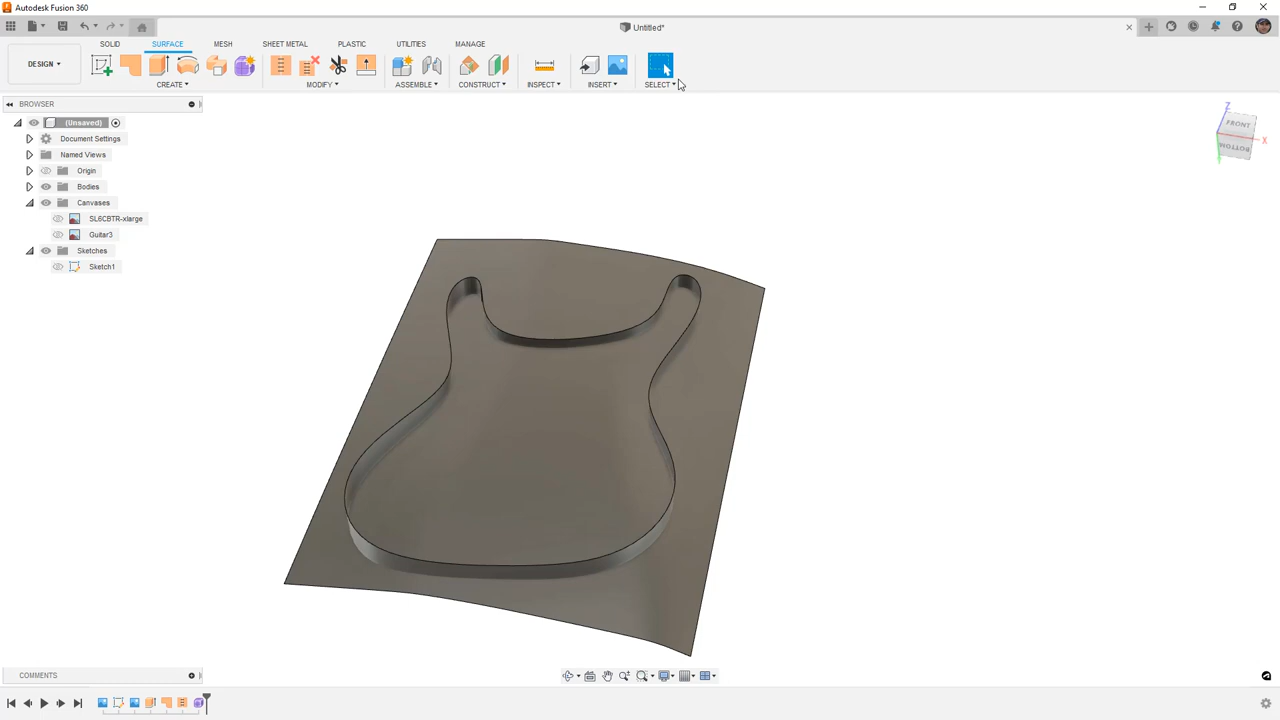 Autodesk Fusion 360
Untitled*
SOLID SURFACE MESH SHEET METAL PLASTIC UTILITIES MANAGE
DESIGN ▾
CREATE ▾ MODIFY ▾ ASSEMBLE ▾ CONSTRUCT ▾ INSPECT ▾ INSERT ▾ SELECT ▾
BROWSER
(Unsaved)
Document Settings
Named Views
Origin
Bodies
Canvases
SL6CBTR-xlarge
Guitar3
Sketches
Sketch1
Z
FRONT
X
BOTTOM
Y
COMMENTS